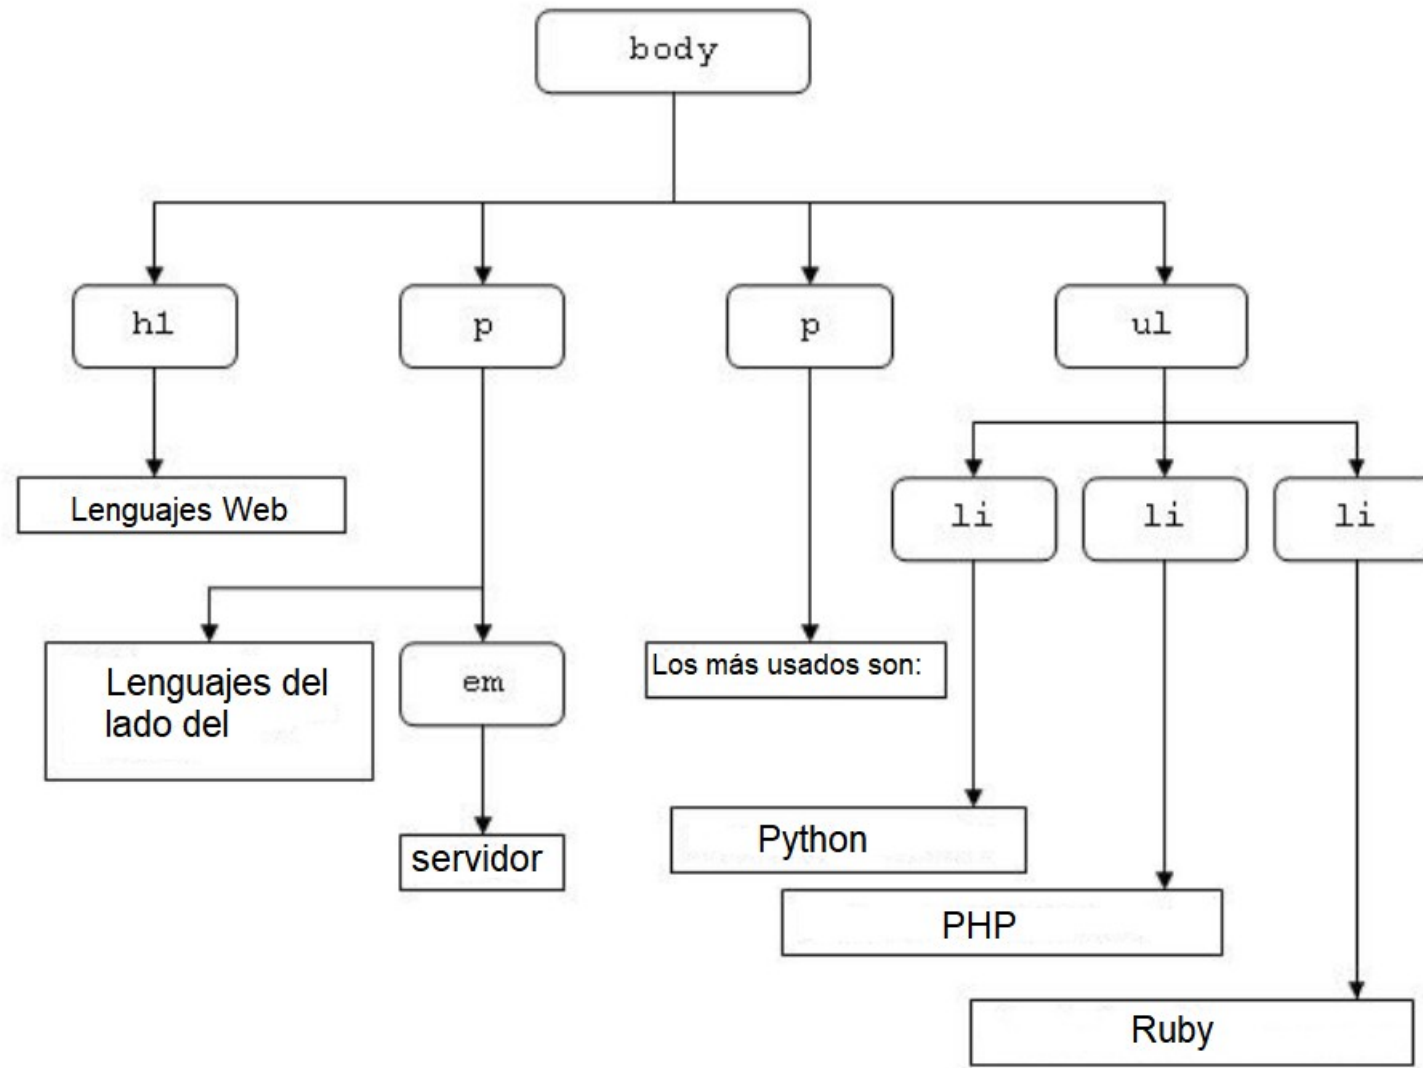 body
h1
p
p
ul
Lenguajes Web
li
li
li
Lenguajes del
lado del
em
Los más usados son:
servidor
Python
PHP
Ruby